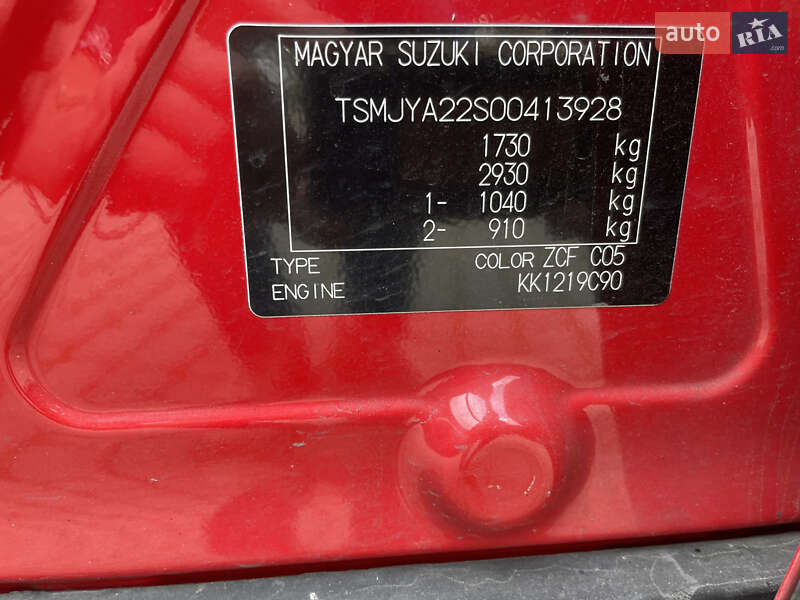 MAGYAR SUZUKI CORPORATION
TSMJYA22S00413928
1730 kg
2930 kg
1- 1040 kg
2- 910 kg
TYPE COLOR ZCF C05
ENGINE KK1219C90
auto RIA .com